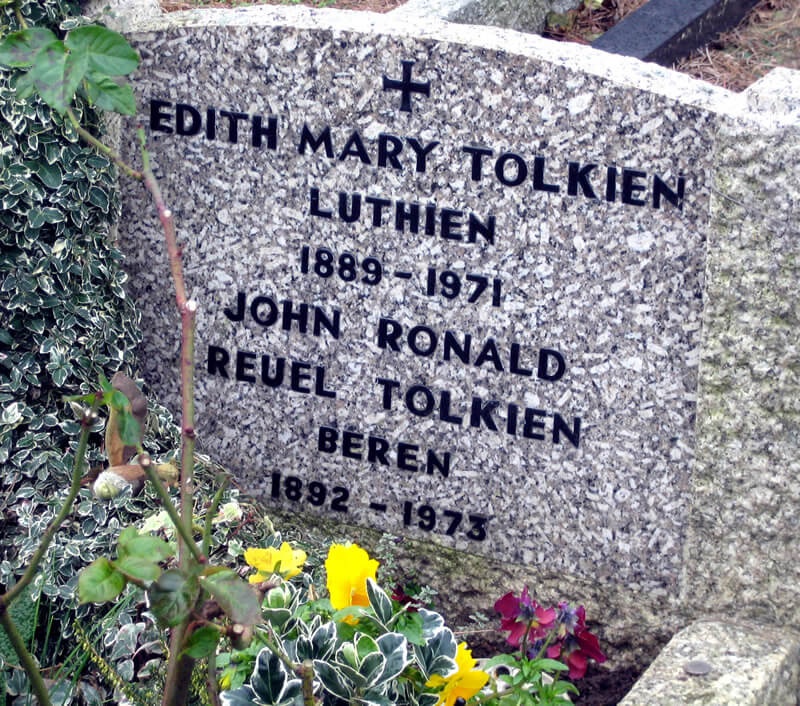 EDITH MARY TOLKIEN
LUTHIEN
1889 - 1971
JOHN RONALD
REUEL TOLKIEN
BEREN
1892 - 1973